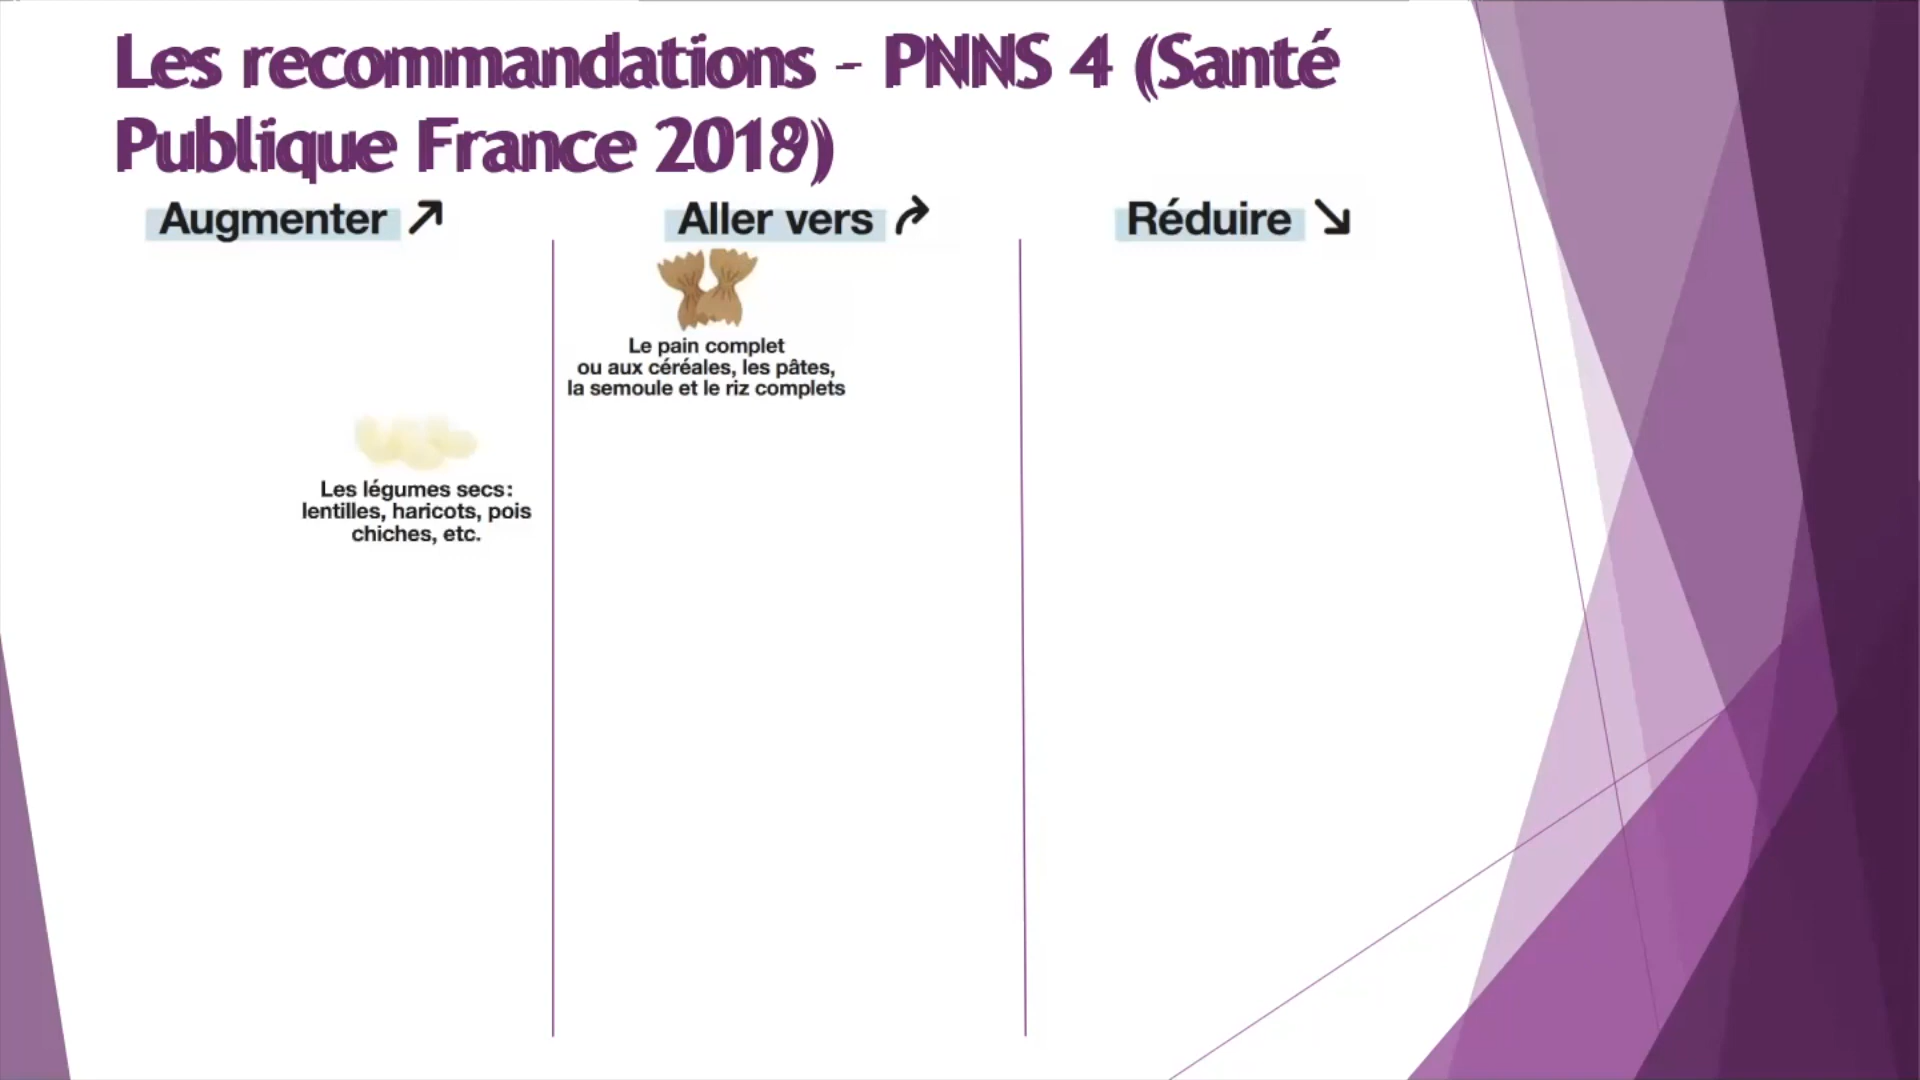 Les recommandations - PNNS 4 (Santé
Publique France 2018)
Augmenter
Aller vers
Réduire
Le pain complet
ou aux céréales, les pâtes,
la semoule et le riz complets
Les légumes secs:
lentilles, haricots, pois
chiches, etc.